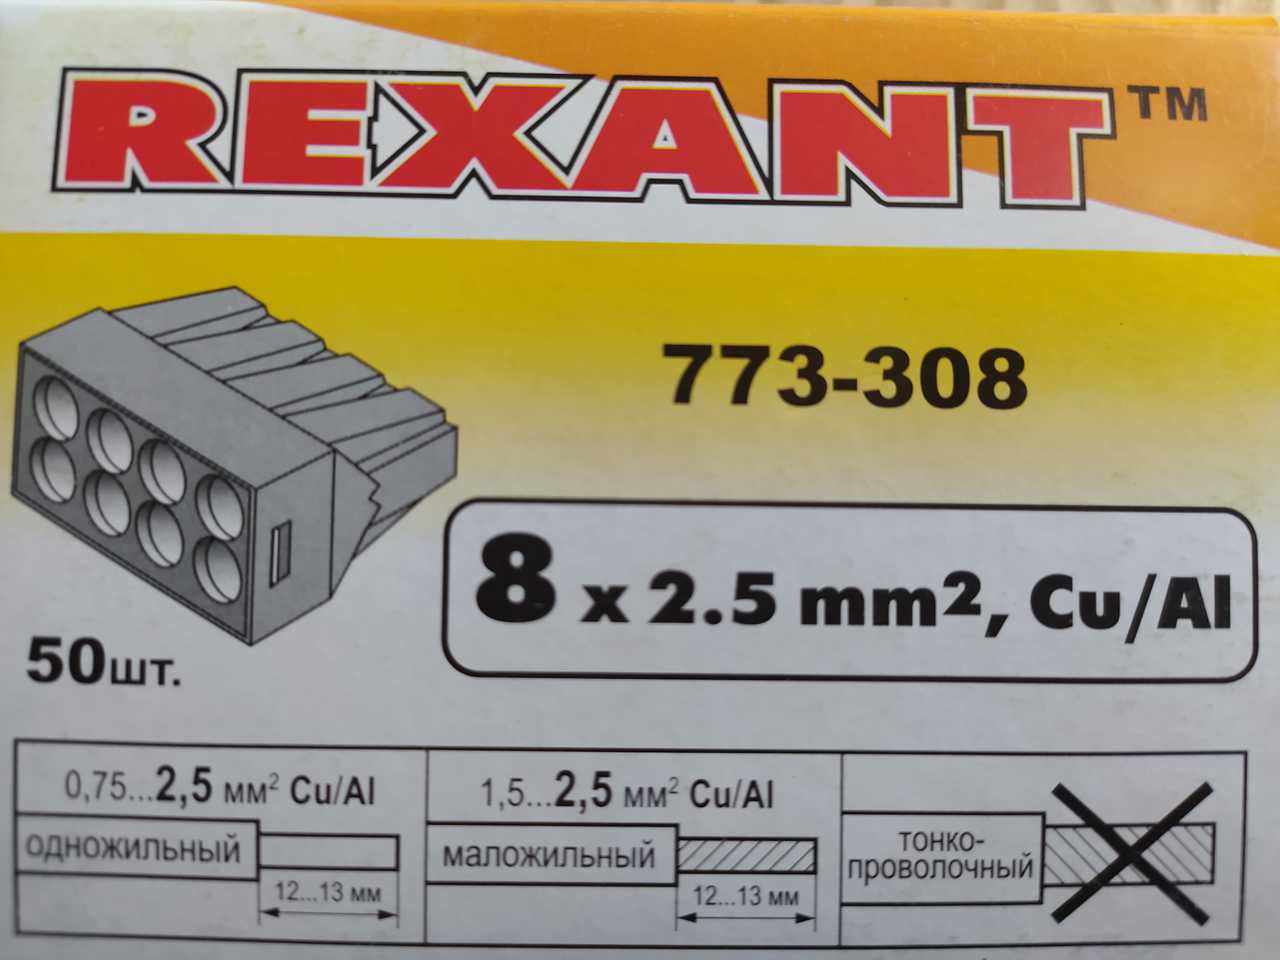 REXANT™
773-308
8 x 2.5 mm², Cu/Al
50шт.
0,75...2,5 мм² Cu/Al
одножильный
12...13 мм
1,5...2,5 мм² Cu/Al
маложильный
12...13 мм
тонко-
проволочный